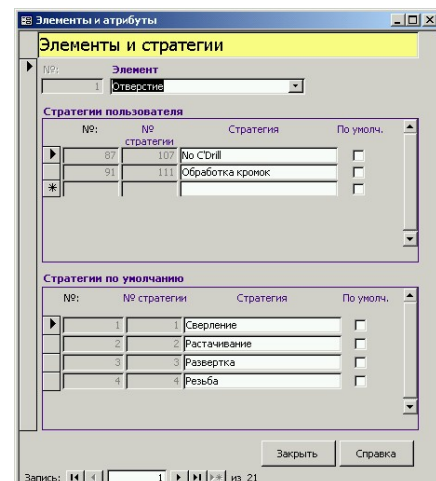 Элементы и атрибуты
Элементы и стратегии
№: Элемент
1 Отверстие
Стратегии пользователя
№: № стратегии Стратегия По умолч.
87 107 No C'Drill
91 111 Обработка кромок
Стратегии по умолчанию
№: № стратегии Стратегия По умолч.
1 1 Сверление
2 2 Растачивание
3 3 Развертка
4 4 Резьба
Закрыть Справка
Запись: 1 из 21